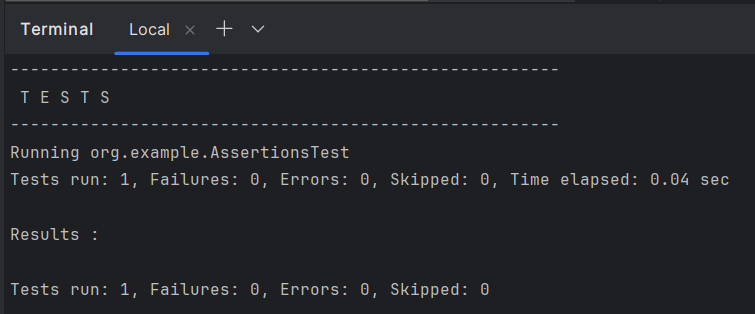 Terminal Local
-------------------------------------------------------
T E S T S
-------------------------------------------------------
Running org.example.AssertionsTest
Tests run: 1, Failures: 0, Errors: 0, Skipped: 0, Time elapsed: 0.04 sec
Results :
Tests run: 1, Failures: 0, Errors: 0, Skipped: 0